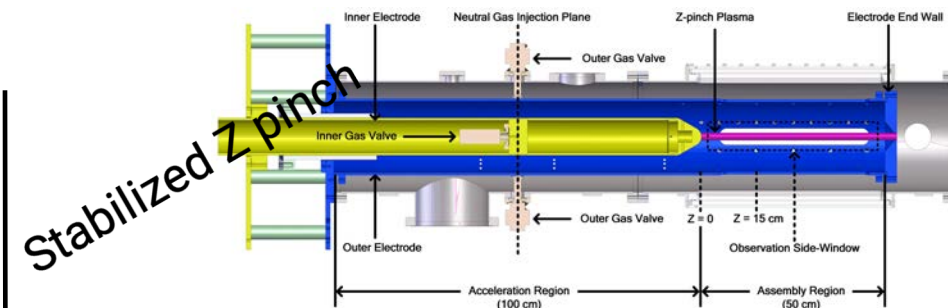 Inner Electrode
Neutral Gas Injection Plane
Z-pinch Plasma
Electrode End Wall
Outer Gas Valve
Stabilized Z pinch
Inner Gas Valve
Outer Gas Valve
Z = 0
Z = 15 cm
Outer Electrode
Observation Side-Window
Acceleration Region
(100 cm)
Assembly Region
(50 cm)